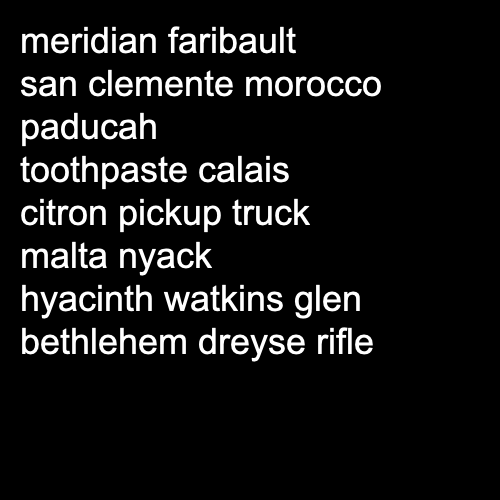 meridian faribault
san clemente morocco
paducah
toothpaste calais
citron pickup truck
malta nyack
hyacinth watkins glen
bethlehem dreyse rifle